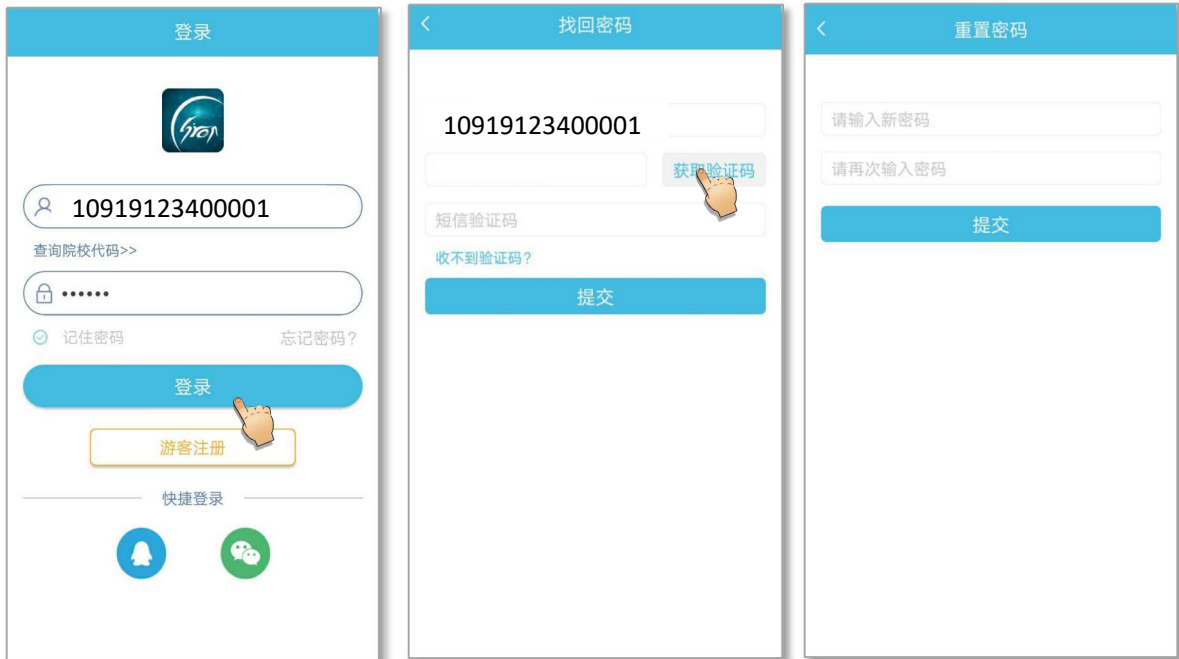 登录
10919123400001
查询院校代码>>
••••••
记住密码
忘记密码?
登录
游客注册
快捷登录
找回密码
10919123400001
获取验证码
短信验证码
收不到验证码?
提交
重置密码
请输入新密码
请再次输入密码
提交